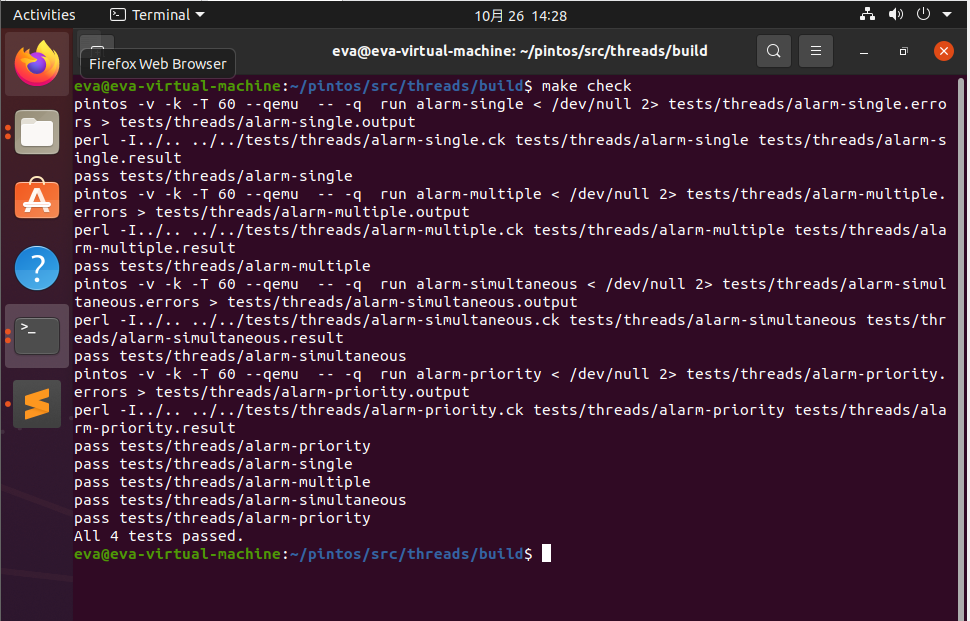 Activities
Terminal
10月 26 14:28
Firefox Web Browser
eva@eva-virtual-machine: ~/pintos/src/threads/build
eva@eva-virtual-machine:~/pintos/src/threads/build$ make check
pintos -v -k -T 60 --qemu  -- -q  run alarm-single < /dev/null 2> tests/threads/alarm-single.erro
rs > tests/threads/alarm-single.output
perl -I../.. ../../tests/threads/alarm-single.ck tests/threads/alarm-single tests/threads/alarm-s
ingle.result
pass tests/threads/alarm-single
pintos -v -k -T 60 --qemu  -- -q  run alarm-multiple < /dev/null 2> tests/threads/alarm-multiple.
errors > tests/threads/alarm-multiple.output
perl -I../.. ../../tests/threads/alarm-multiple.ck tests/threads/alarm-multiple tests/threads/ala
rm-multiple.result
pass tests/threads/alarm-multiple
pintos -v -k -T 60 --qemu  -- -q  run alarm-simultaneous < /dev/null 2> tests/threads/alarm-simul
taneous.errors > tests/threads/alarm-simultaneous.output
perl -I../.. ../../tests/threads/alarm-simultaneous.ck tests/threads/alarm-simultaneous tests/thr
eads/alarm-simultaneous.result
pass tests/threads/alarm-simultaneous
pintos -v -k -T 60 --qemu  -- -q  run alarm-priority < /dev/null 2> tests/threads/alarm-priority.
errors > tests/threads/alarm-priority.output
perl -I../.. ../../tests/threads/alarm-priority.ck tests/threads/alarm-priority tests/threads/ala
rm-priority.result
pass tests/threads/alarm-priority
pass tests/threads/alarm-single
pass tests/threads/alarm-multiple
pass tests/threads/alarm-simultaneous
pass tests/threads/alarm-priority
All 4 tests passed.
eva@eva-virtual-machine:~/pintos/src/threads/build$